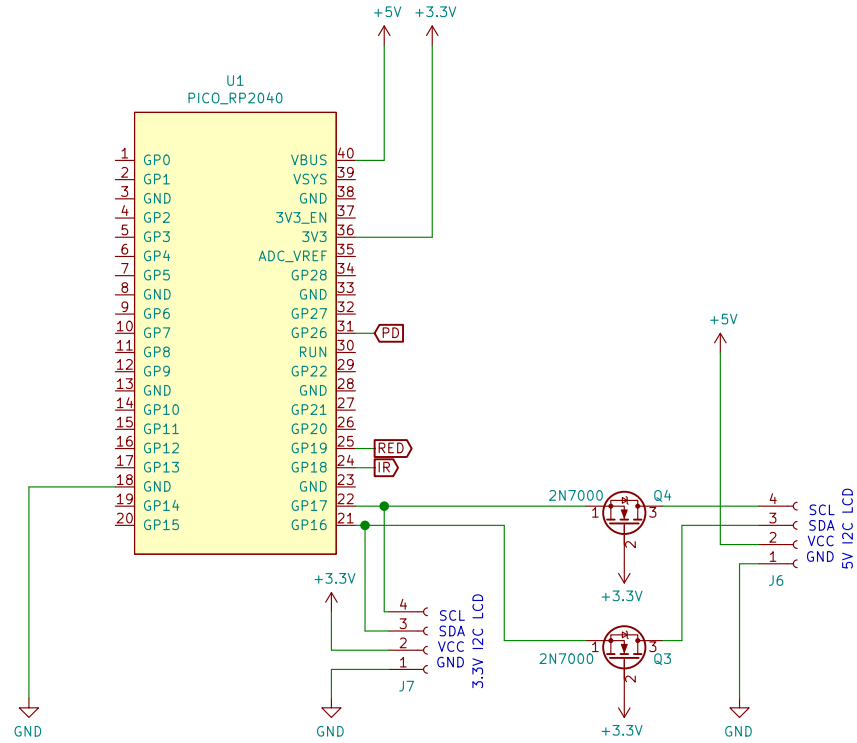 +5V +3.3V
U1
PICO_RP2040
1 GP0 VBUS 40
2 GP1 VSYS 39
3 GND GND 38
4 GP2 3V3_EN 37
5 GP3 3V3 36
6 GP4 ADC_VREF 35
7 GP5 GP28 34
8 GND GND 33
9 GP6 GP27 32
10 GP7 GP26 31 PD
11 GP8 RUN 30
12 GP9 GP22 29
13 GND GND 28
14 GP10 GP21 27
15 GP11 GP20 26
16 GP12 GP19 25 RED
17 GP13 GP18 24 IR
18 GND GND 23
19 GP14 GP17 22
20 GP15 GP16 21
+5V
2N7000 Q4
1 3
2
+3.3V
4 SCL
3 SDA
2 VCC
1 GND
5V I2C LCD
J6
+3.3V
4 SCL
3 SDA
2 VCC
1 GND
3.3V I2C LCD
J7
1 3
2N7000 Q3
2
+3.3V
GND
GND
GND